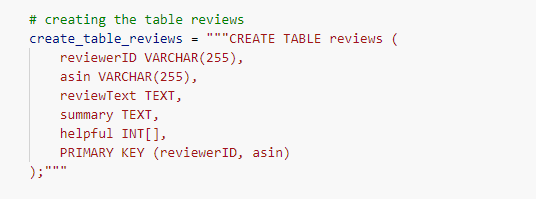 # creating the table reviews
create_table_reviews = """CREATE TABLE reviews (
    reviewerID VARCHAR(255),
    asin VARCHAR(255),
    reviewText TEXT,
    summary TEXT,
    helpful INT[],
    PRIMARY KEY (reviewerID, asin)
);"""